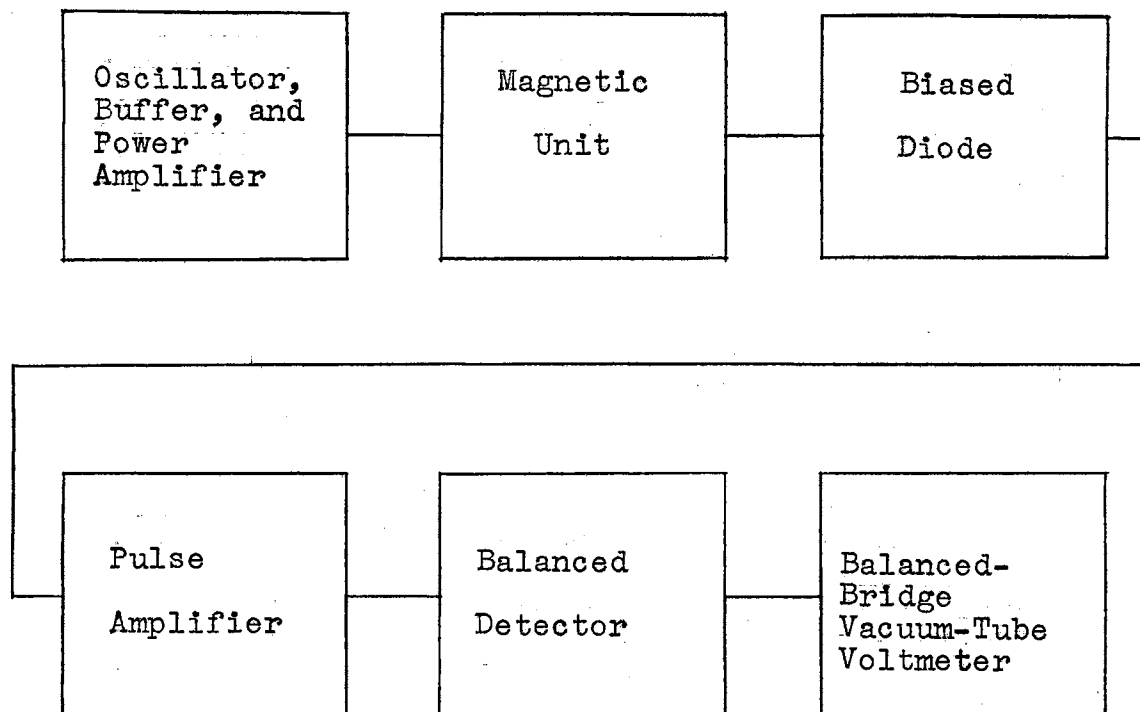 Oscillator,
Buffer, and
Power
Amplifier
Magnetic
Unit
Biased
Diode
Pulse
Amplifier
Balanced
Detector
Balanced-
Bridge
Vacuum-Tube
Voltmeter